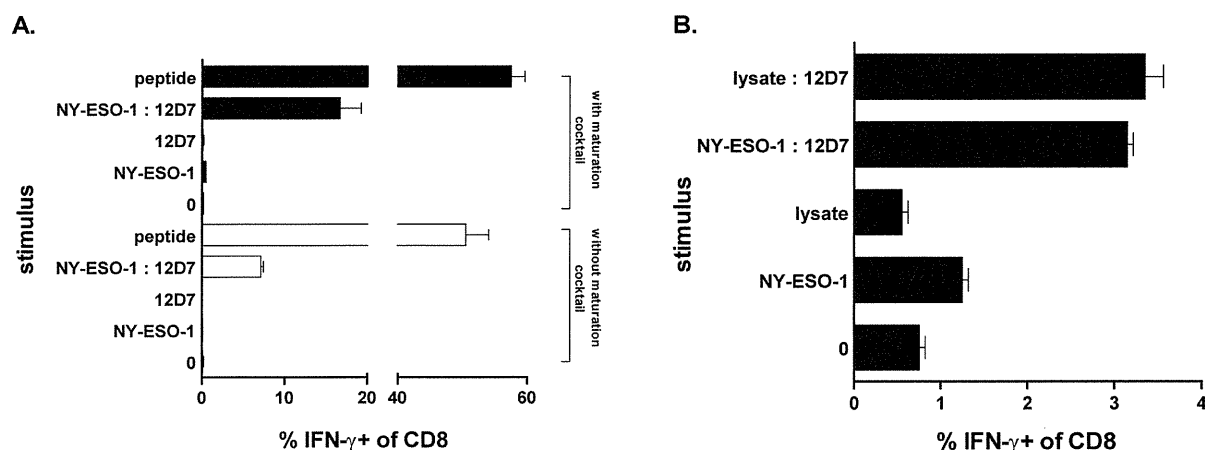 A.
stimulus
peptide
NY-ESO-1 : 12D7
12D7
NY-ESO-1
0
peptide
NY-ESO-1 : 12D7
12D7
NY-ESO-1
0
with maturation
cocktail
without maturation
cocktail
0 10 20 40 60
% IFN-γ+ of CD8
B.
stimulus
lysate : 12D7
NY-ESO-1 : 12D7
lysate
NY-ESO-1
0
0 1 2 3 4
% IFN-γ+ of CD8